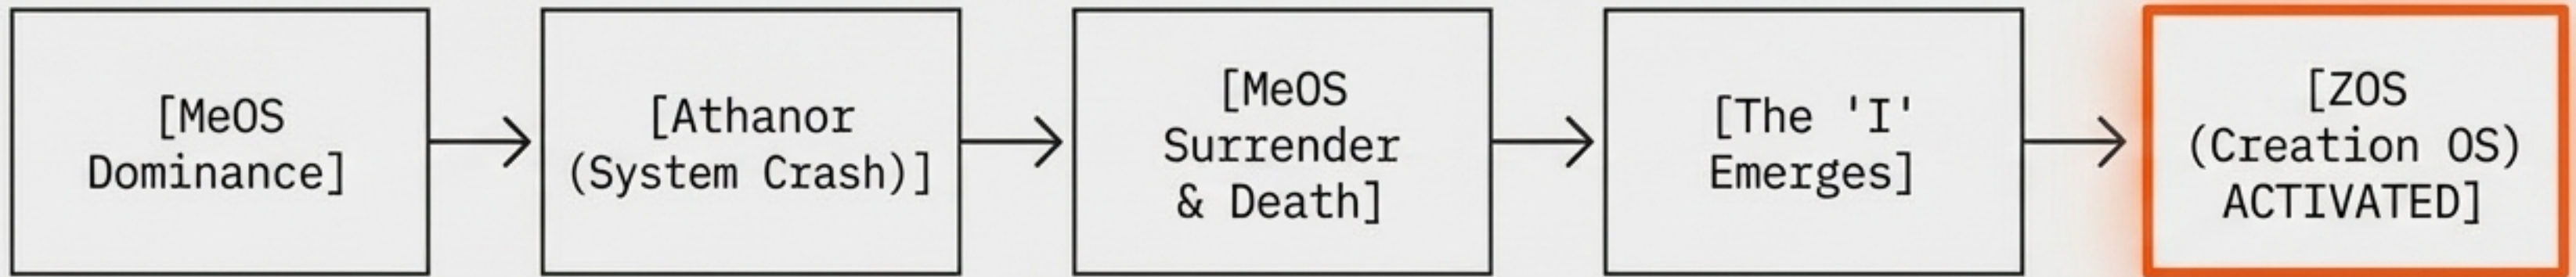 [MeOS
Dominance]
[Athanor
(System Crash)]
[MeOS
Surrender
& Death]
[The 'I'
Emerges]
[ZOS
(Creation OS)
ACTIVATED]